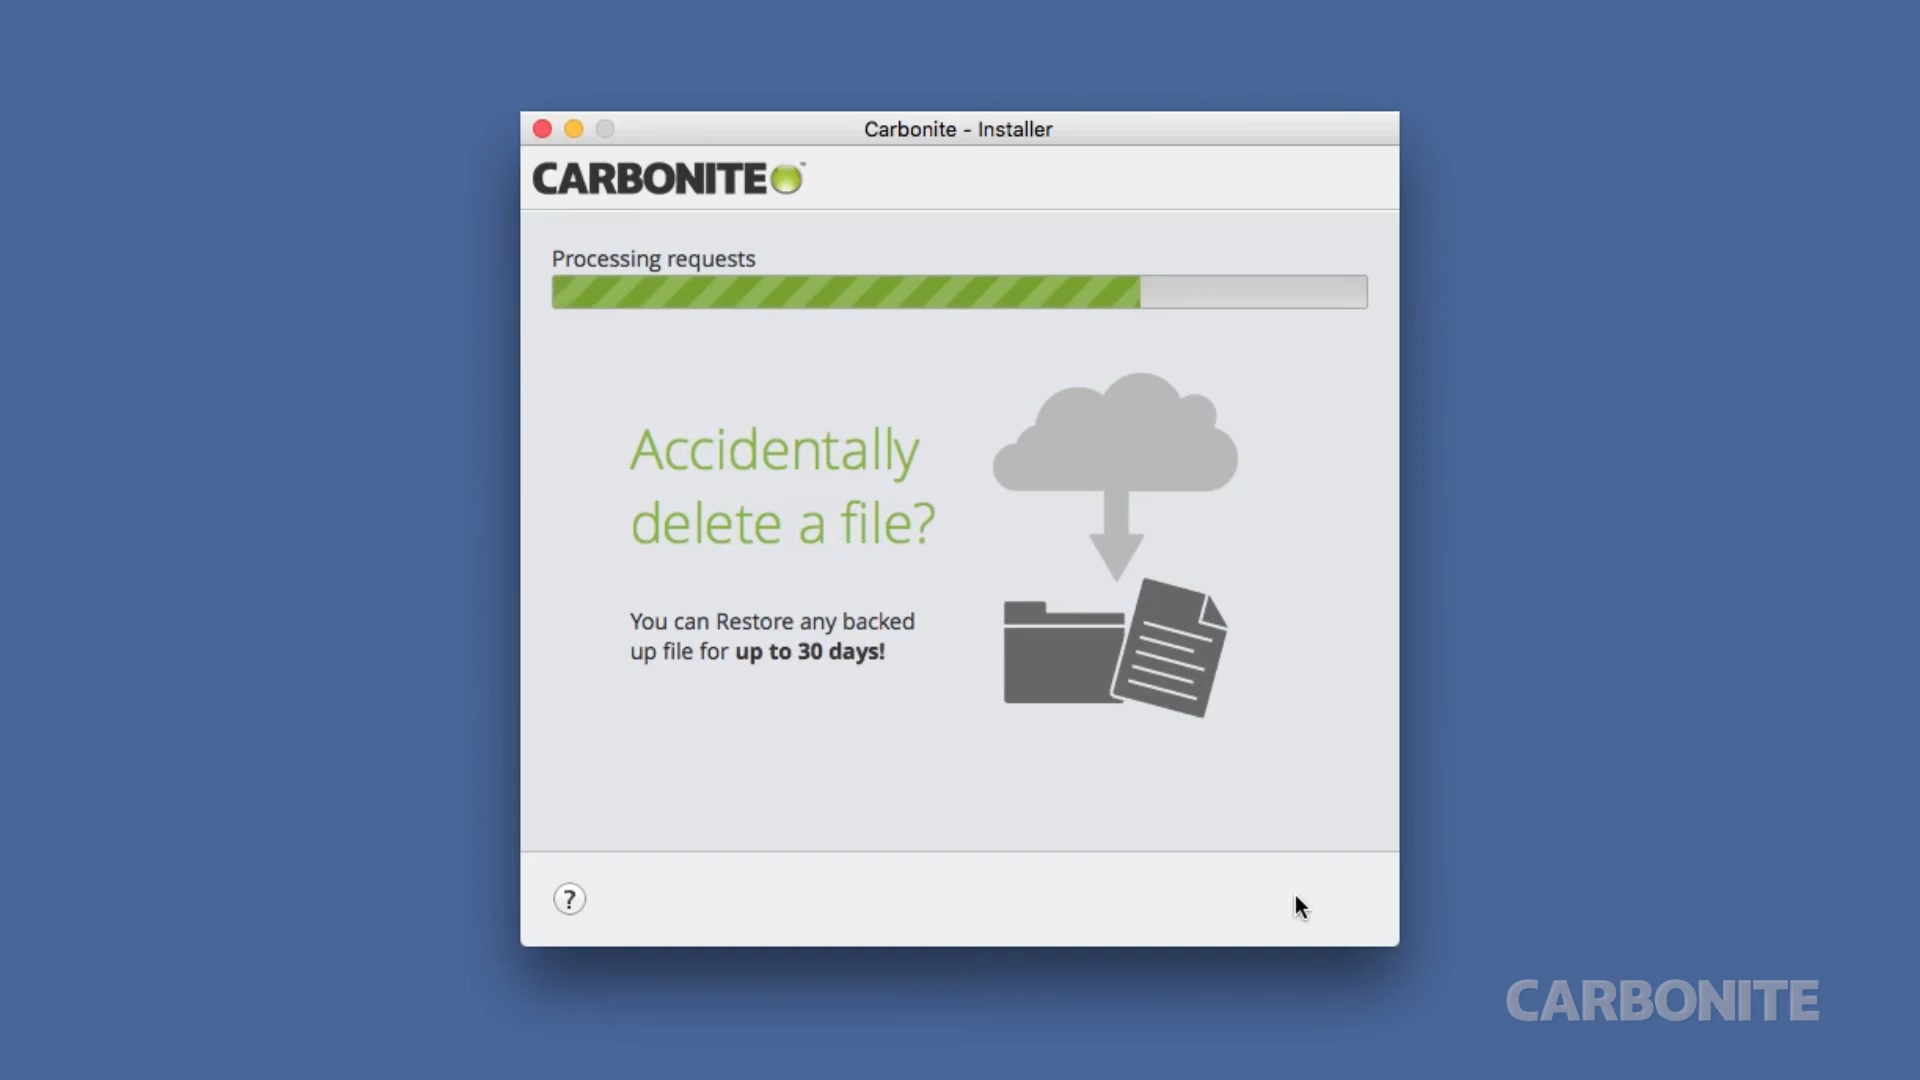 Carbonite - Installer
CARBONITE™
Processing requests
Accidentally
delete a file?
You can Restore any backed
up file for up to 30 days!
?
CARBONITE